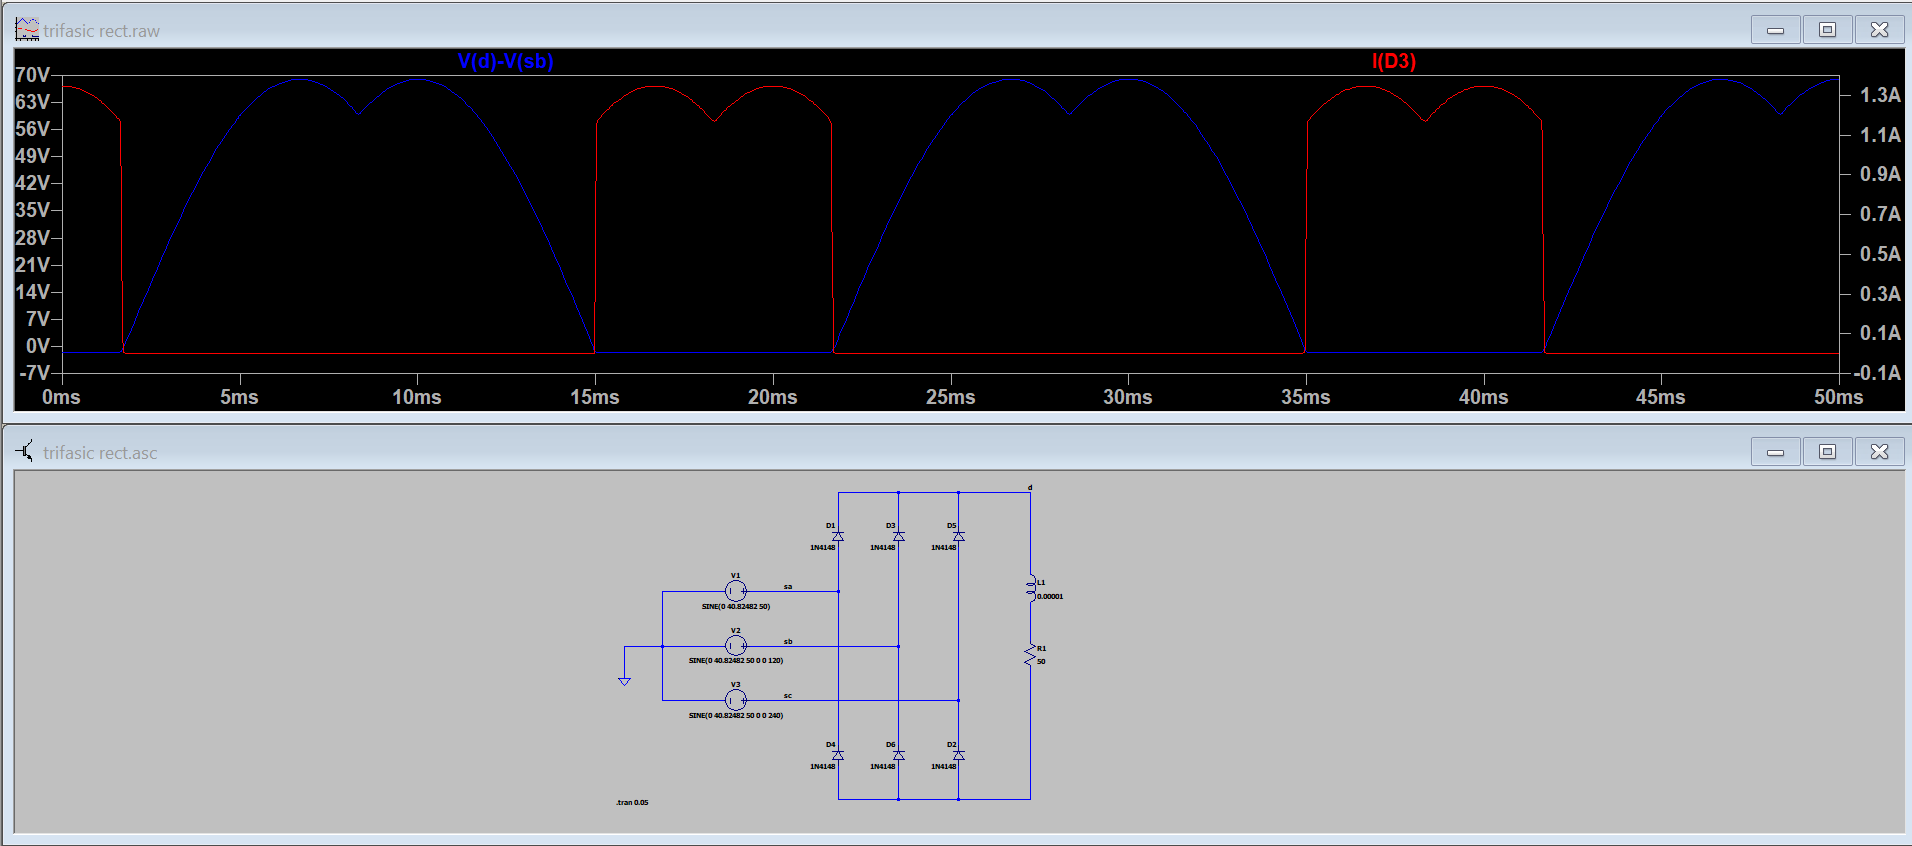 trifasic rect.raw
V(d)-V(sb) I(D3)
70V
63V
56V
49V
42V
35V
28V
21V
14V
7V
0V
-7V
1.3A
1.1A
0.9A
0.7A
0.5A
0.3A
0.1A
-0.1A
0ms 5ms 10ms 15ms 20ms 25ms 30ms 35ms 40ms 45ms 50ms
trifasic rect.asc
d
D1 D3 D5
1N4148 1N4148 1N4148
V1
sa
SINE(0 40.82482 50)
L1
0.00001
V2
sb
SINE(0 40.82482 50 0 0 120)
R1
50
V3
sc
SINE(0 40.82482 50 0 0 240)
D4 D6 D2
1N4148 1N4148 1N4148
.tran 0.05